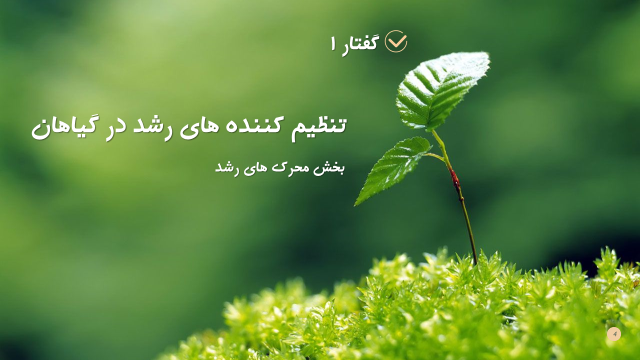 گفتار ۱
تنظیم کننده های رشد در گیاهان
بخش محرک های رشد